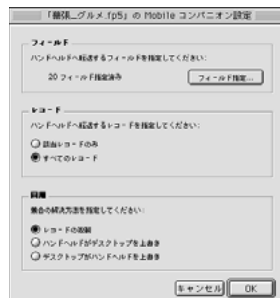 「幕張_グルメ.fp5」の Mobile コンパニオン設定
フィールド
ハンドヘルドへ転送するフィールドを指定してください:
20 フィールド指定済み
フィールド指定...
レコード
ハンドヘルドへ転送するレコードを指定してください:
対象レコードのみ
すべてのレコード
同期
競合の解決方法を指定してください:
レコードの複製
ハンドヘルドがデスクトップを上書き
デスクトップがハンドヘルドを上書き
キャンセル
OK